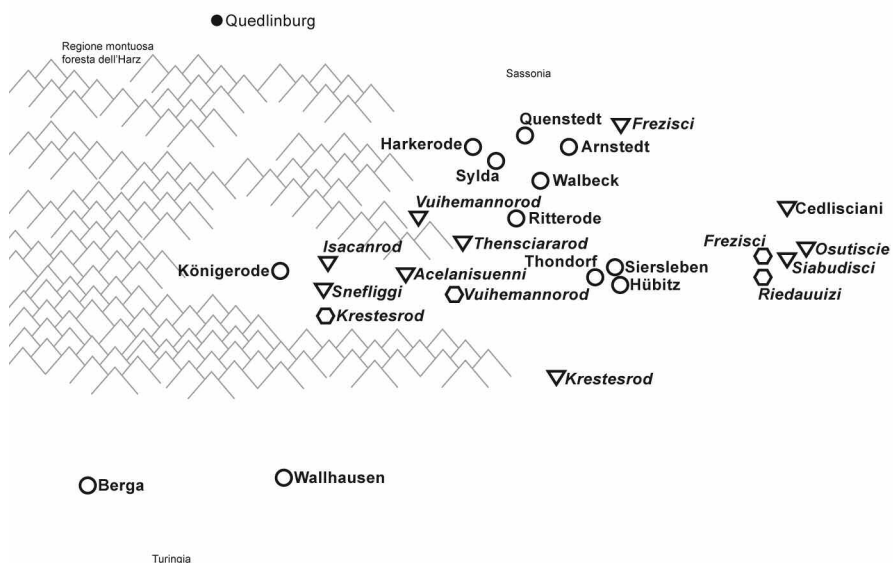 Quedlinburg
Regione montuosa
foresta dell'Harz
Sassonia
Quenstedt
Frezisci
Harkerode
Arnstedt
Sylda
Walbeck
Vuihemannorod
Cedlisciani
Ritterode
Isacanrod
Thensciararod
Frezisci
Osutiscie
Thondorf
Siersleben
Siabudisci
Königerode
Acelanisuenni
Hübitz
Snefliggi
Vuihemannorod
Riedauuizi
Krestesrod
Krestesrod
Wallhausen
Berga
Turingia